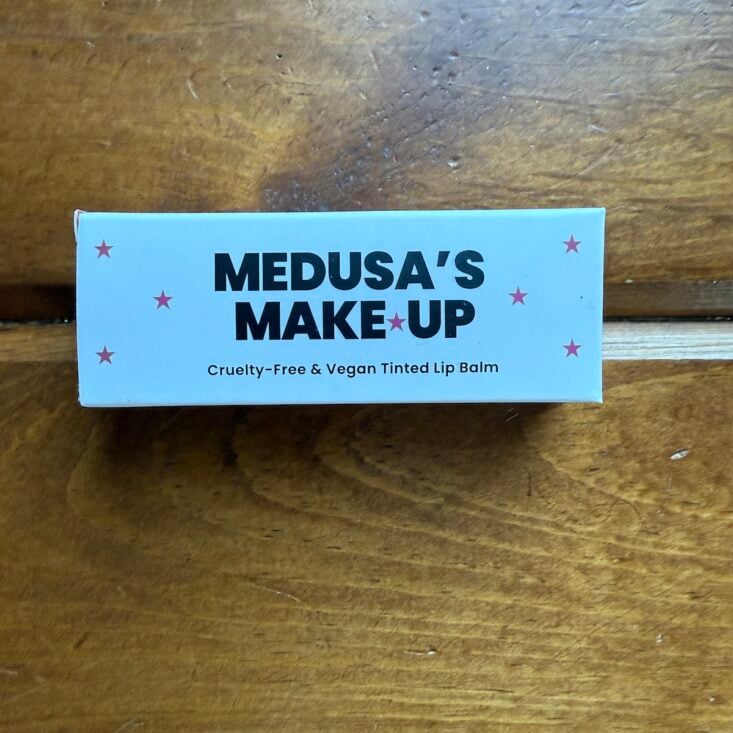 MEDUSA’S
MAKE★UP
Cruelty-Free & Vegan Tinted Lip Balm